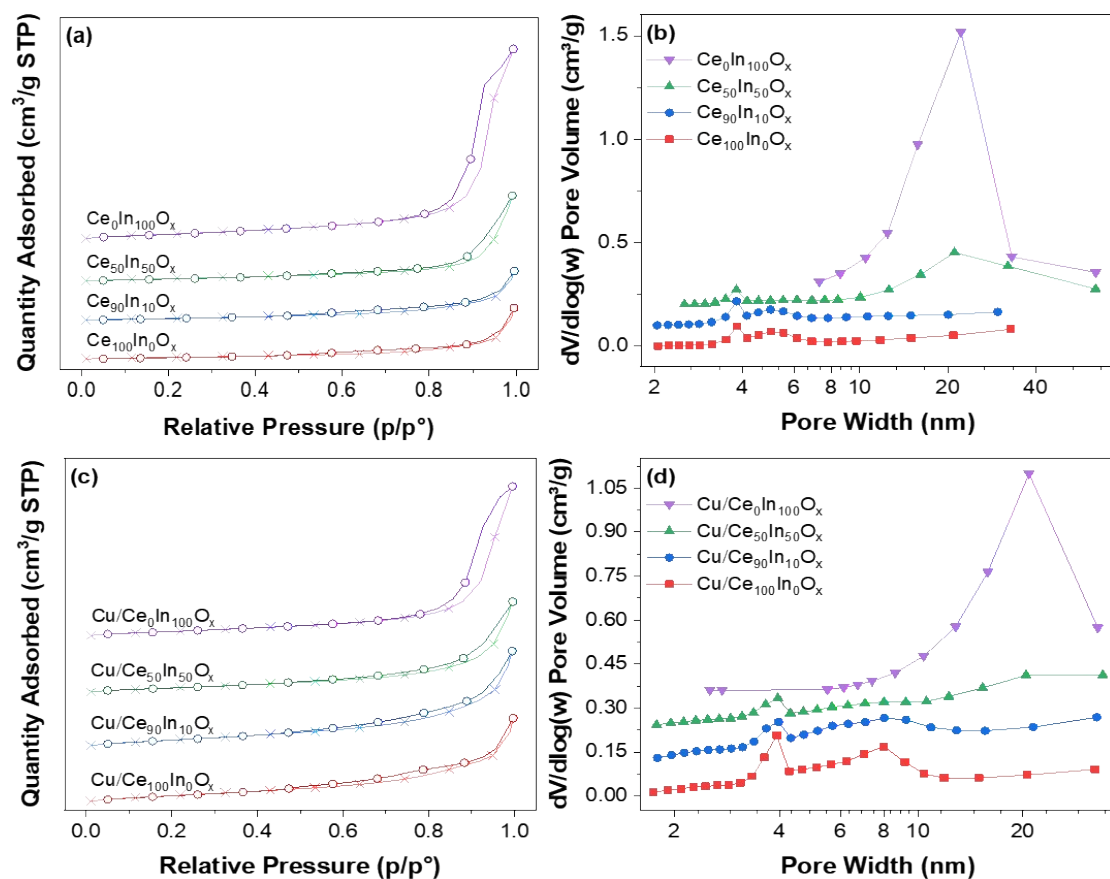 (a)
Quantity Adsorbed (cm³/g STP)
Ce₀In₁₀₀Oₓ
Ce₅₀In₅₀Oₓ
Ce₉₀In₁₀Oₓ
Ce₁₀₀In₀Oₓ
0.0 0.2 0.4 0.6 0.8 1.0
Relative Pressure (p/p°)
(b)
dV/dlog(w) Pore Volume (cm³/g)
Ce₀In₁₀₀Oₓ
Ce₅₀In₅₀Oₓ
Ce₉₀In₁₀Oₓ
Ce₁₀₀In₀Oₓ
1.5
1.0
0.5
0.0
2 4 6 8 10 20 40
Pore Width (nm)
(c)
Quantity Adsorbed (cm³/g STP)
Cu/Ce₀In₁₀₀Oₓ
Cu/Ce₅₀In₅₀Oₓ
Cu/Ce₉₀In₁₀Oₓ
Cu/Ce₁₀₀In₀Oₓ
0.0 0.2 0.4 0.6 0.8 1.0
Relative Pressure (p/p°)
(d)
dV/dlog(w) Pore Volume (cm³/g)
Cu/Ce₀In₁₀₀Oₓ
Cu/Ce₅₀In₅₀Oₓ
Cu/Ce₉₀In₁₀Oₓ
Cu/Ce₁₀₀In₀Oₓ
1.05
0.90
0.75
0.60
0.45
0.30
0.15
0.00
2 4 6 8 10 20
Pore Width (nm)